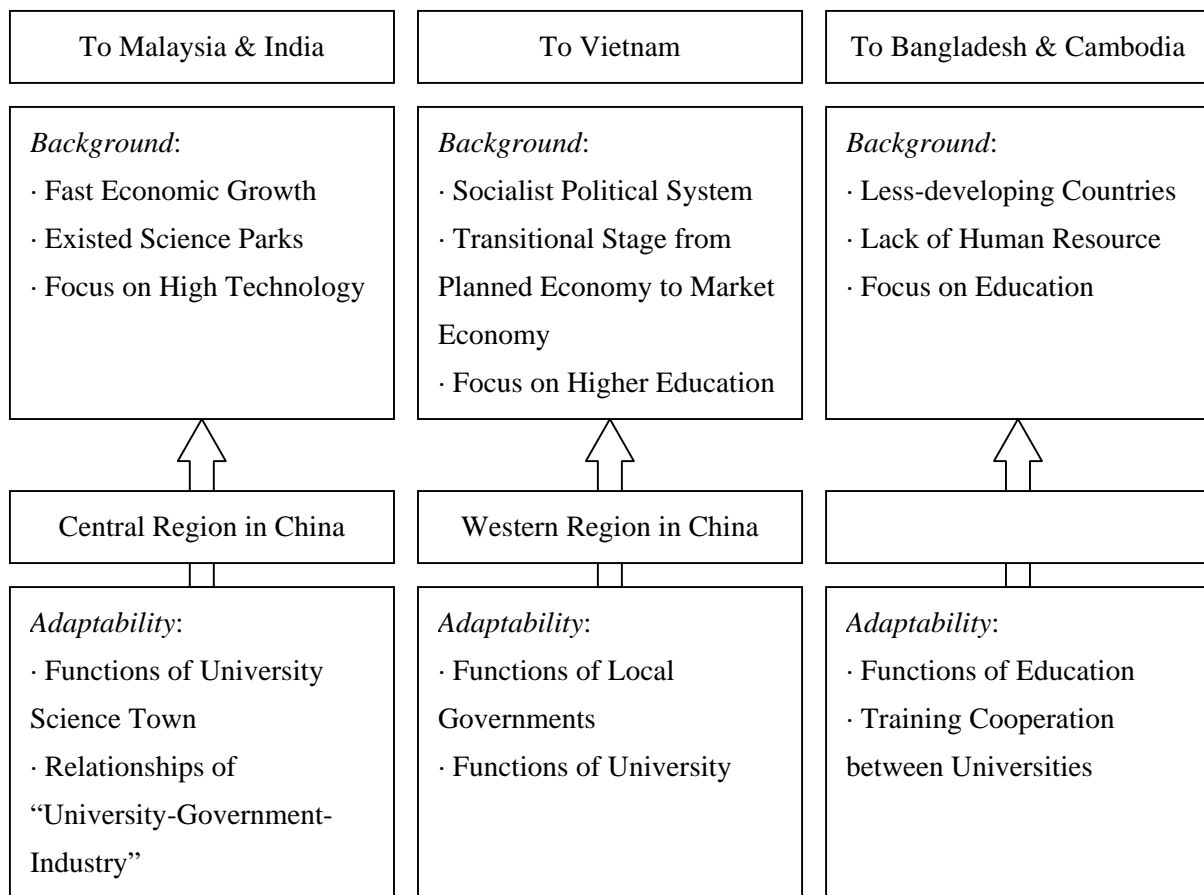 To Malaysia & India
To Vietnam
To Bangladesh & Cambodia
Background:
· Fast Economic Growth
· Existed Science Parks
· Focus on High Technology
Background:
· Socialist Political System
· Transitional Stage from
Planned Economy to Market
Economy
· Focus on Higher Education
Background:
· Less-developing Countries
· Lack of Human Resource
· Focus on Education
Central Region in China
Western Region in China
Adaptability:
· Functions of University
Science Town
· Relationships of
“University-Government-
Industry”
Adaptability:
· Functions of Local
Governments
· Functions of University
Adaptability:
· Functions of Education
· Training Cooperation
between Universities